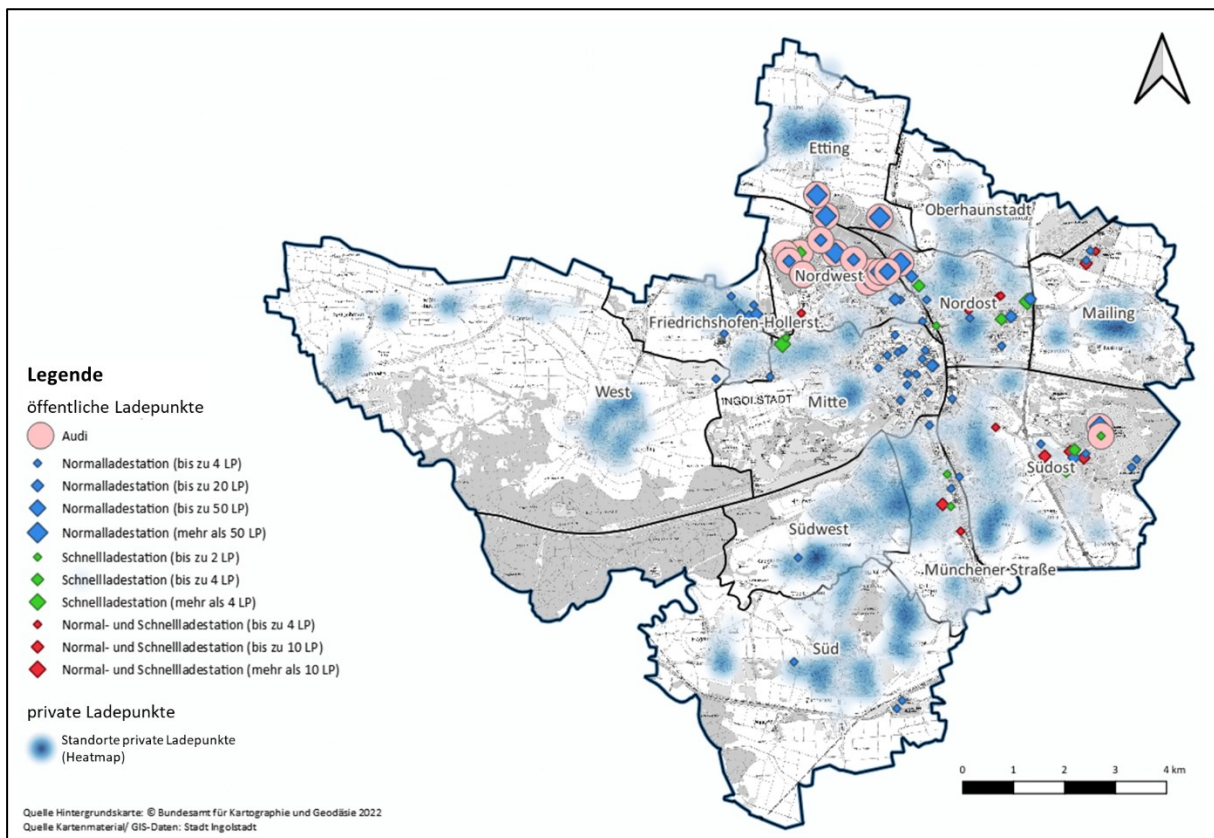 Etting
Oberhaunstadt
Nordwest
Nordost
Mailing
Friedrichshofen-Hollerst.
West
INGOLSTADT
Mitte
Südost
Südwest
Münchener Straße
Süd
Legende
öffentliche Ladepunkte
Audi
Normalladestation (bis zu 4 LP)
Normalladestation (bis zu 20 LP)
Normalladestation (bis zu 50 LP)
Normalladestation (mehr als 50 LP)
Schnellladestation (bis zu 2 LP)
Schnellladestation (bis zu 4 LP)
Schnellladestation (mehr als 4 LP)
Normal- und Schnellladestation (bis zu 4 LP)
Normal- und Schnellladestation (bis zu 10 LP)
Normal- und Schnellladestation (mehr als 10 LP)
private Ladepunkte
Standorte private Ladepunkte
(Heatmap)
0 1 2 3 4 km
Quelle Hintergrundskarte: © Bundesamt für Kartographie und Geodäsie 2022
Quelle Kartenmaterial/ GIS-Daten: Stadt Ingolstadt